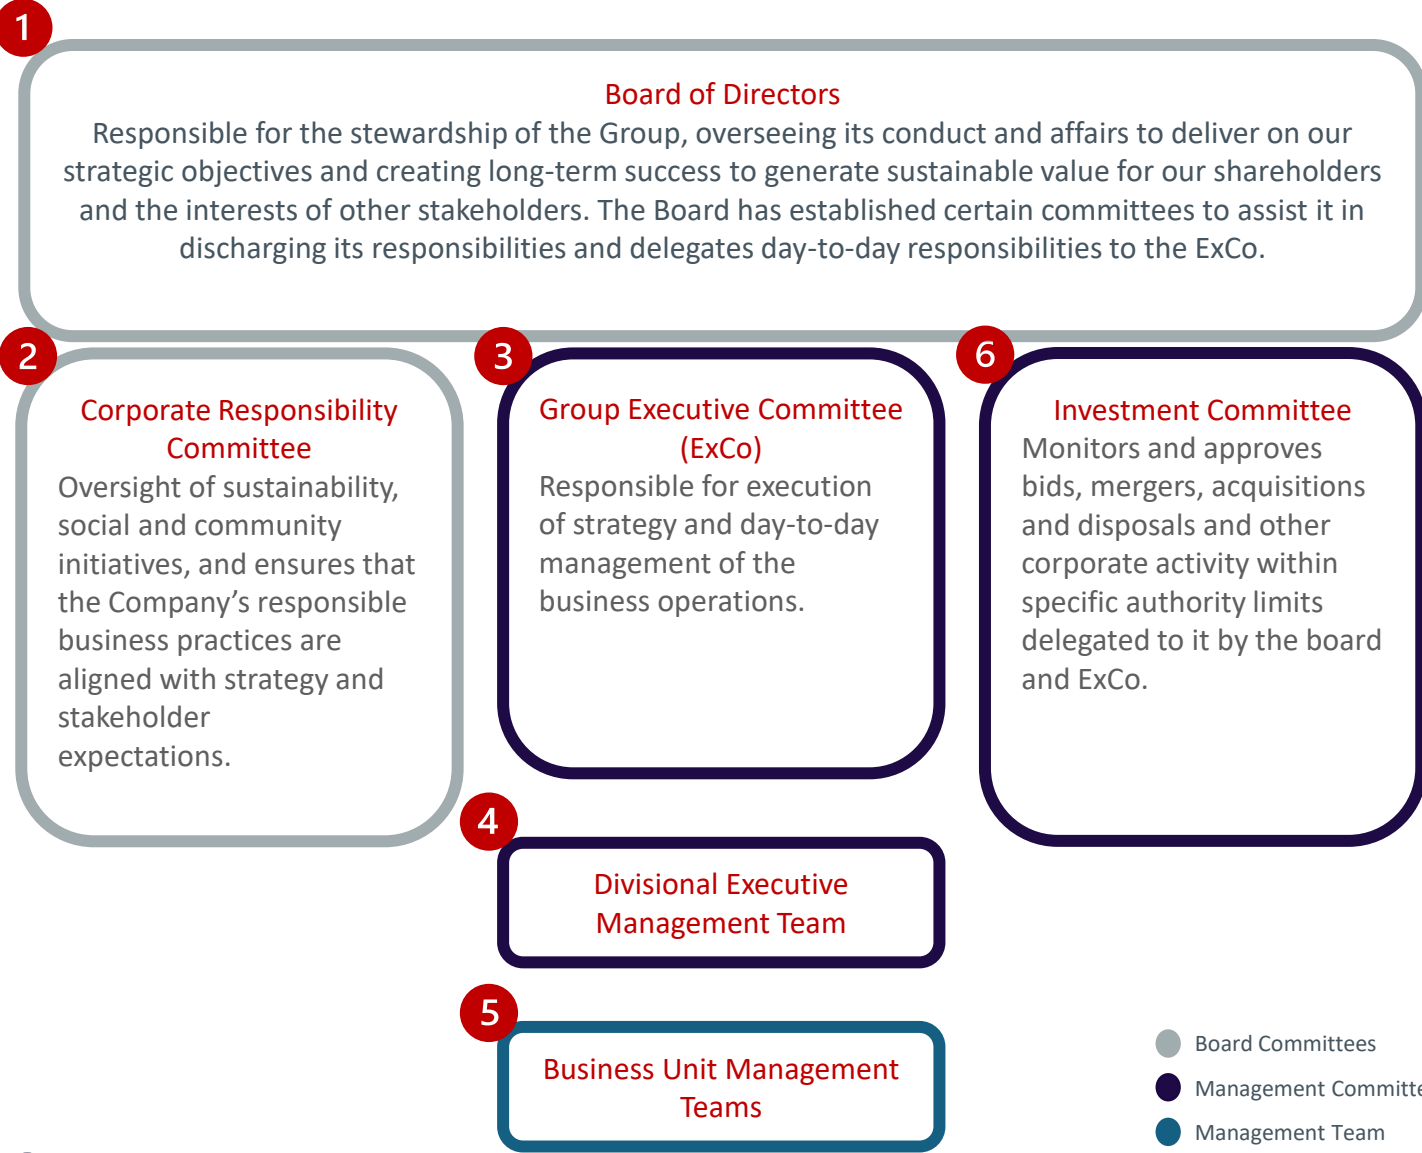 1
Board of Directors
Responsible for the stewardship of the Group, overseeing its conduct and affairs to deliver on our
strategic objectives and creating long-term success to generate sustainable value for our shareholders
and the interests of other stakeholders. The Board has established certain committees to assist it in
discharging its responsibilities and delegates day-to-day responsibilities to the ExCo.
2
Corporate Responsibility
Committee
Oversight of sustainability,
social and community
initiatives, and ensures that
the Company’s responsible
business practices are
aligned with strategy and
stakeholder
expectations.
3
Group Executive Committee
(ExCo)
Responsible for execution
of strategy and day-to-day
management of the
business operations.
6
Investment Committee
Monitors and approves
bids, mergers, acquisitions
and disposals and other
corporate activity within
specific authority limits
delegated to it by the board
and ExCo.
4
Divisional Executive
Management Team
5
Business Unit Management
Teams
Board Committees
Management Committe
Management Team